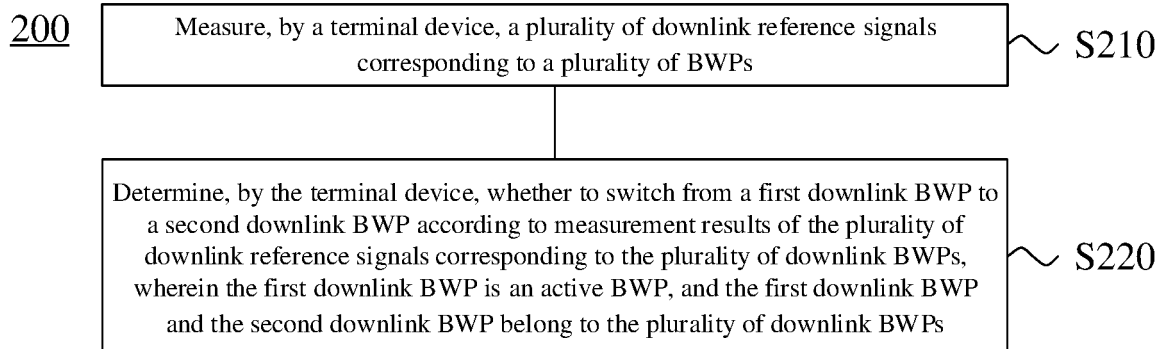 200
Measure, by a terminal device, a plurality of downlink reference signals
corresponding to a plurality of BWPs
S210
Determine, by the terminal device, whether to switch from a first downlink BWP to
a second downlink BWP according to measurement results of the plurality of
downlink reference signals corresponding to the plurality of downlink BWPs,
wherein the first downlink BWP is an active BWP, and the first downlink BWP
and the second downlink BWP belong to the plurality of downlink BWPs
S220